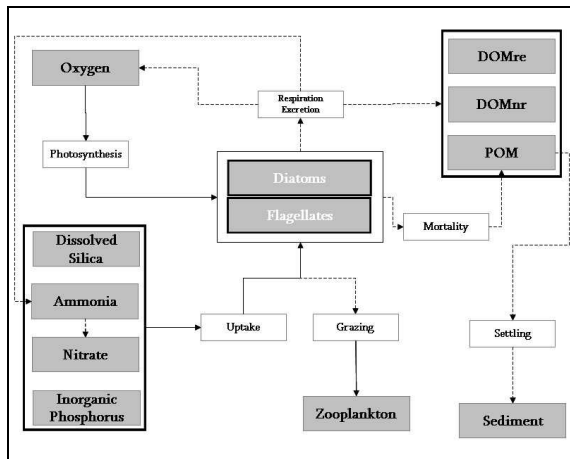 Oxygen
DOMre
Respiration
Excretion
DOMnr
Photosynthesis
POM
Diatoms
Flagellates
Mortality
Dissolved
Silica
Ammonia
Uptake
Grazing
Settling
Nitrate
Inorganic
Phosphorus
Zooplankton
Sediment